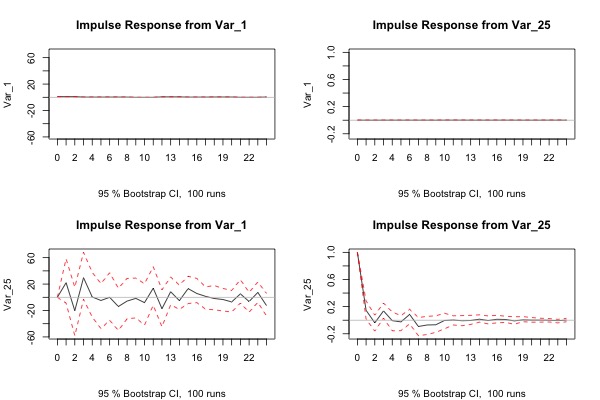 Impulse Response from Var_1
Var_1
-60 -20 20 60
0 2 4 6 8 10 13 16 19 22
95 % Bootstrap CI, 100 runs
Impulse Response from Var_25
Var_1
-0.2 0.2 0.6 1.0
0 2 4 6 8 10 13 16 19 22
95 % Bootstrap CI, 100 runs
Impulse Response from Var_1
Var_25
-60 -20 20 60
0 2 4 6 8 10 13 16 19 22
95 % Bootstrap CI, 100 runs
Impulse Response from Var_25
Var_25
-0.2 0.2 0.6 1.0
0 2 4 6 8 10 13 16 19 22
95 % Bootstrap CI, 100 runs